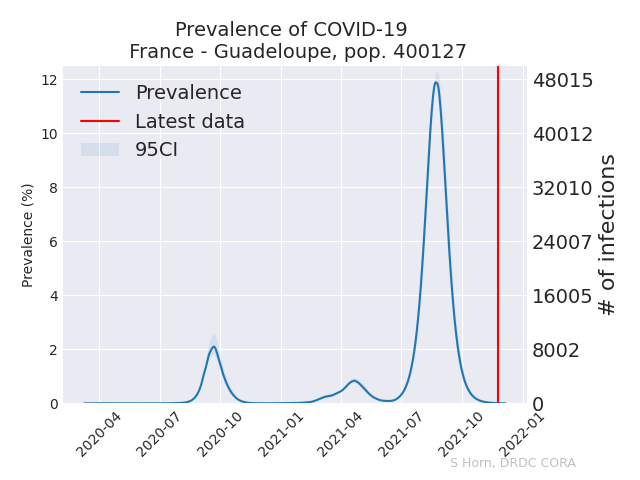 Prevalence of COVID-19
France - Guadeloupe, pop. 400127
Prevalence
Latest data
95CI
Prevalence (%)
12
10
8
6
4
2
0
48015
40012
32010
24007
16005
8002
0
# of infections
2020-04
2020-07
2020-10
2021-01
2021-04
2021-07
2021-10
2022-01
S Horn, DRDC CORA